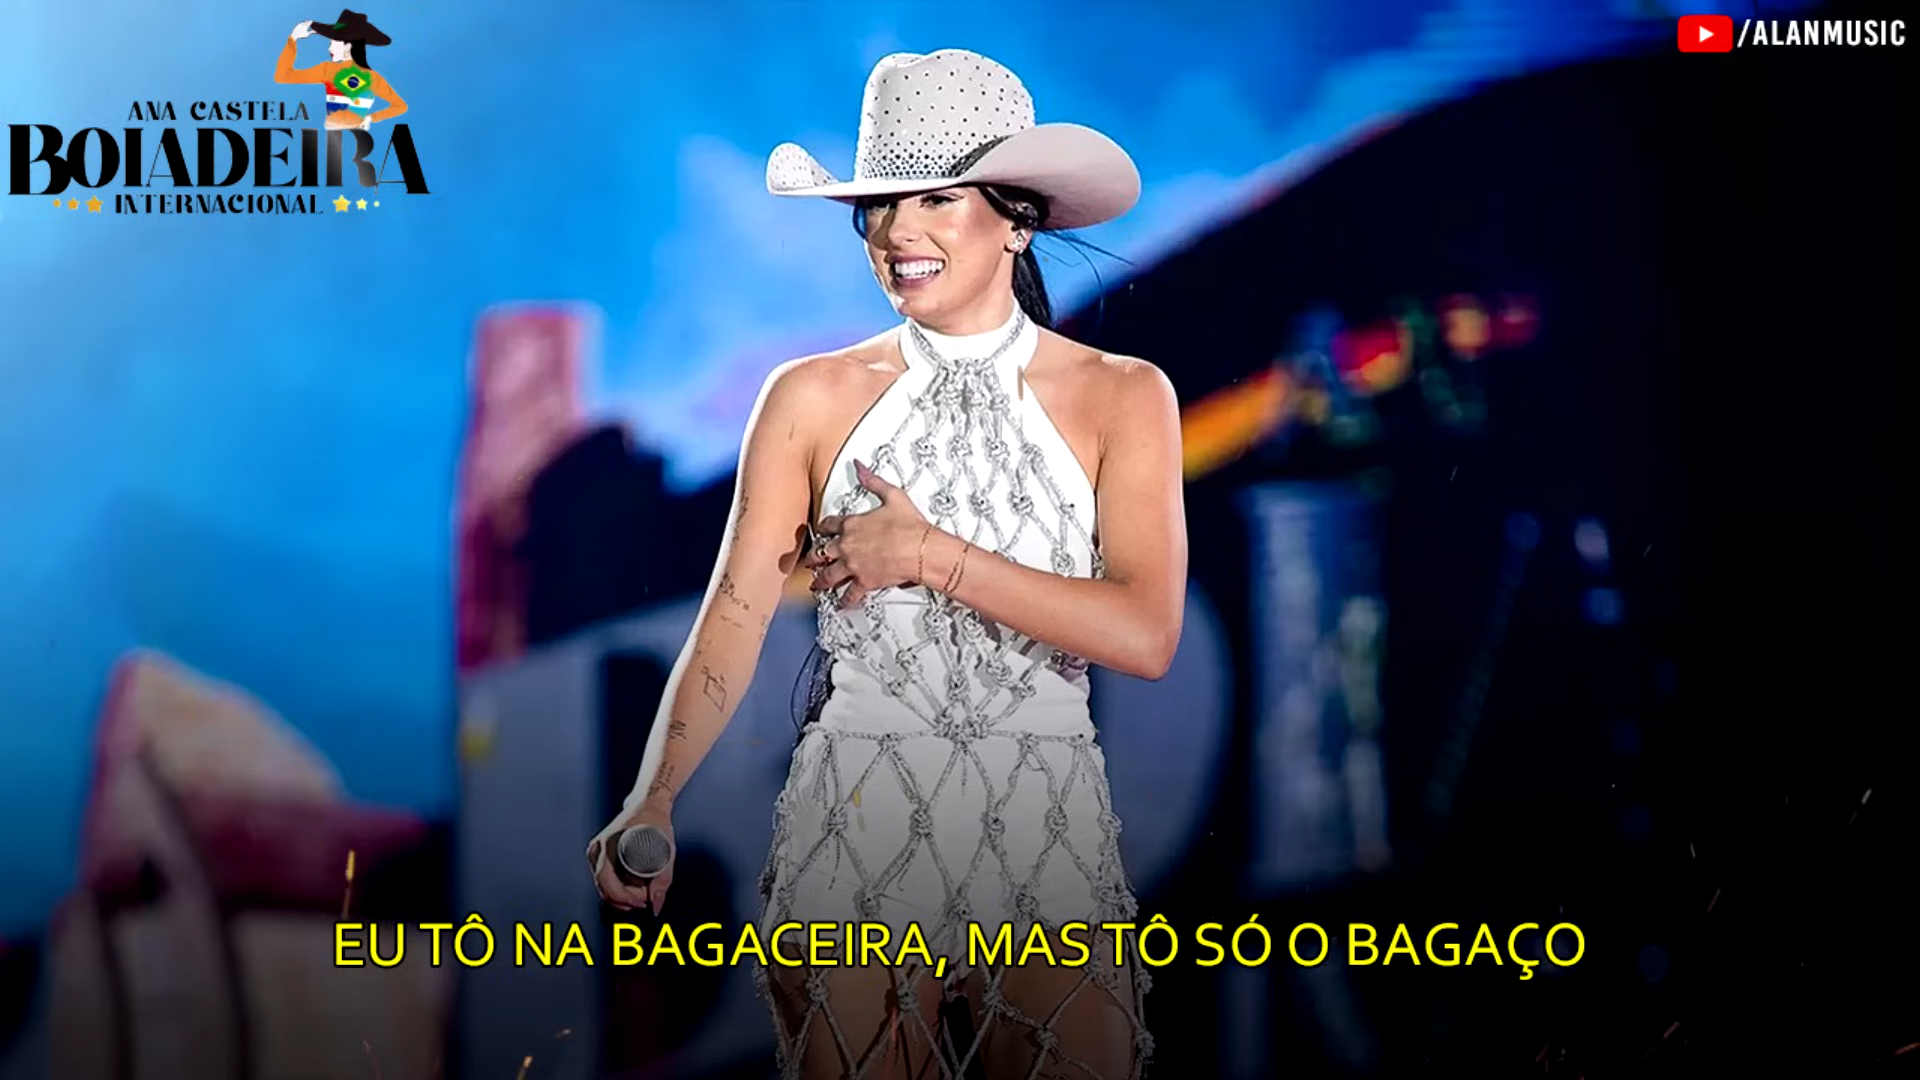 ANA CASTELA
BOIADEIRA
INTERNACIONAL
/ALANMUSIC
EU TÔ NA BAGACEIRA, MAS TÔ SÓ O BAGAÇO